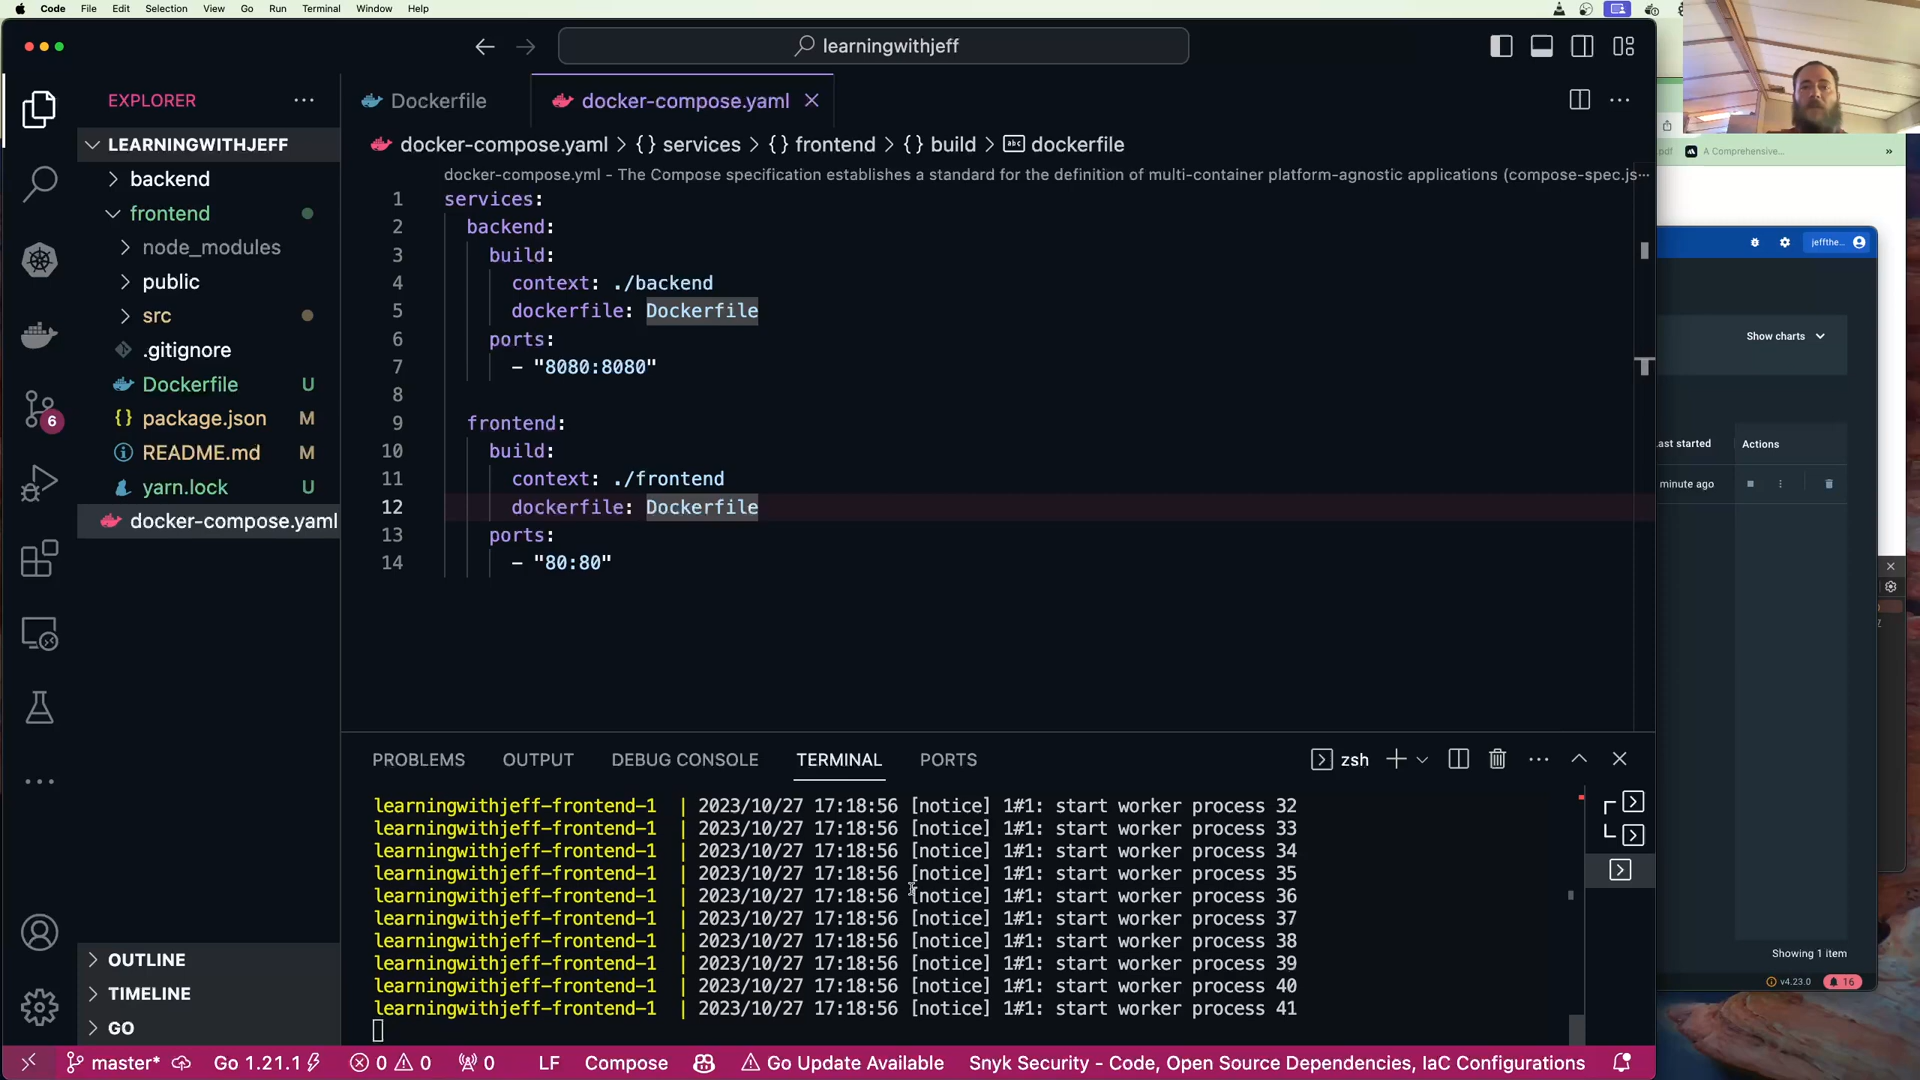 Code File Edit Selection View Go Run Terminal Window Help
learningwithjeff
EXPLORER
LEARNINGWITHJEFF
backend
frontend
node_modules
public
src
.gitignore
Dockerfile U
package.json M
README.md M
yarn.lock U
docker-compose.yaml
OUTLINE
TIMELINE
GO
6
Dockerfile docker-compose.yaml
docker-compose.yaml > {} services > {} frontend > {} build > abc dockerfile
docker-compose.yml - The Compose specification establishes a standard for the definition of multi-container platform-agnostic applications (compose-spec.js…
1 services:
2 backend:
3 build:
4 context: ./backend
5 dockerfile: Dockerfile
6 ports:
7 - "8080:8080"
8
9 frontend:
10 build:
11 context: ./frontend
12 dockerfile: Dockerfile
13 ports:
14 - "80:80"
PROBLEMS OUTPUT DEBUG CONSOLE TERMINAL PORTS zsh
learningwithjeff-frontend-1 | 2023/10/27 17:18:56 [notice] 1#1: start worker process 32
learningwithjeff-frontend-1 | 2023/10/27 17:18:56 [notice] 1#1: start worker process 33
learningwithjeff-frontend-1 | 2023/10/27 17:18:56 [notice] 1#1: start worker process 34
learningwithjeff-frontend-1 | 2023/10/27 17:18:56 [notice] 1#1: start worker process 35
learningwithjeff-frontend-1 | 2023/10/27 17:18:56 [notice] 1#1: start worker process 36
learningwithjeff-frontend-1 | 2023/10/27 17:18:56 [notice] 1#1: start worker process 37
learningwithjeff-frontend-1 | 2023/10/27 17:18:56 [notice] 1#1: start worker process 38
learningwithjeff-frontend-1 | 2023/10/27 17:18:56 [notice] 1#1: start worker process 39
learningwithjeff-frontend-1 | 2023/10/27 17:18:56 [notice] 1#1: start worker process 40
learningwithjeff-frontend-1 | 2023/10/27 17:18:56 [notice] 1#1: start worker process 41
master* Go 1.21.1 0 0 0 LF Compose Go Update Available Snyk Security - Code, Open Source Dependencies, IaC Configurations
.pdf A Comprehensive... »
jeffthe...
Show charts
ast started Actions
minute ago
Showing 1 item
v4.23.0 16